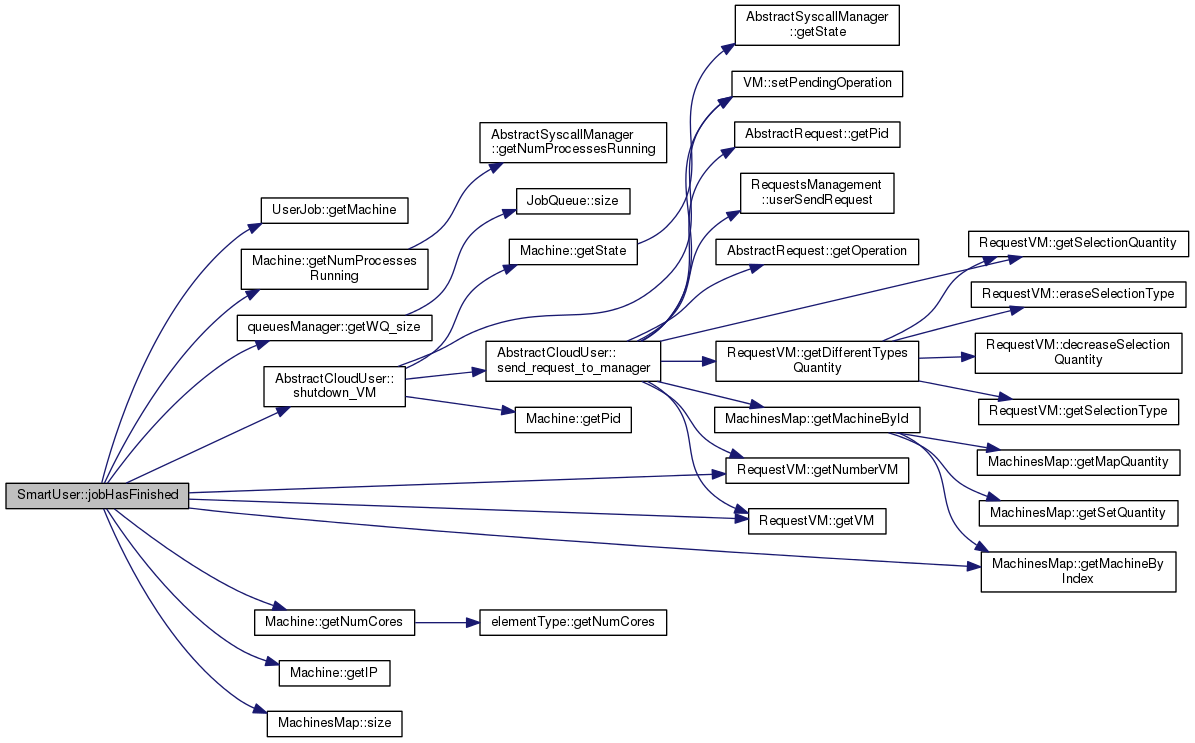 AbstractSyscallManager
::getState
VM::setPendingOperation
AbstractSyscallManager
::getNumProcessesRunning
AbstractRequest::getPid
RequestsManagement
::userSendRequest
JobQueue::size
UserJob::getMachine
Machine::getState
AbstractRequest::getOperation
RequestVM::getSelectionQuantity
Machine::getNumProcesses
Running
RequestVM::eraseSelectionType
queuesManager::getWQ_size
AbstractCloudUser::
send_request_to_manager
RequestVM::getDifferentTypes
Quantity
RequestVM::decreaseSelection
Quantity
AbstractCloudUser::
shutdown_VM
RequestVM::getSelectionType
Machine::getPid
MachinesMap::getMachineById
MachinesMap::getMapQuantity
RequestVM::getNumberVM
SmartUser::jobHasFinished
MachinesMap::getSetQuantity
RequestVM::getVM
MachinesMap::getMachineBy
Index
Machine::getNumCores
elementType::getNumCores
Machine::getIP
MachinesMap::size